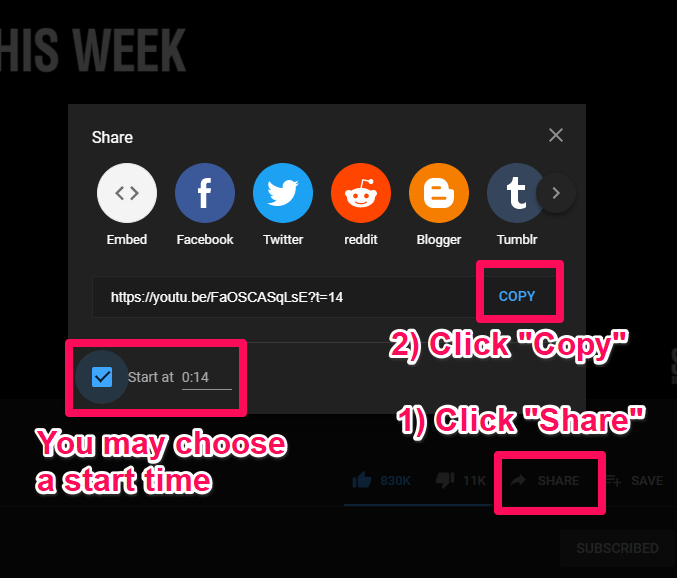 HIS WEEK
Share
Embed Facebook Twitter reddit Blogger Tumblr
https://youtu.be/FaOSCASqLsE?t=14 COPY
2) Click "Copy"
Start at 0:14
1) Click "Share"
You may choose
a start time
830K 11K SHARE SAVE
SUBSCRIBED